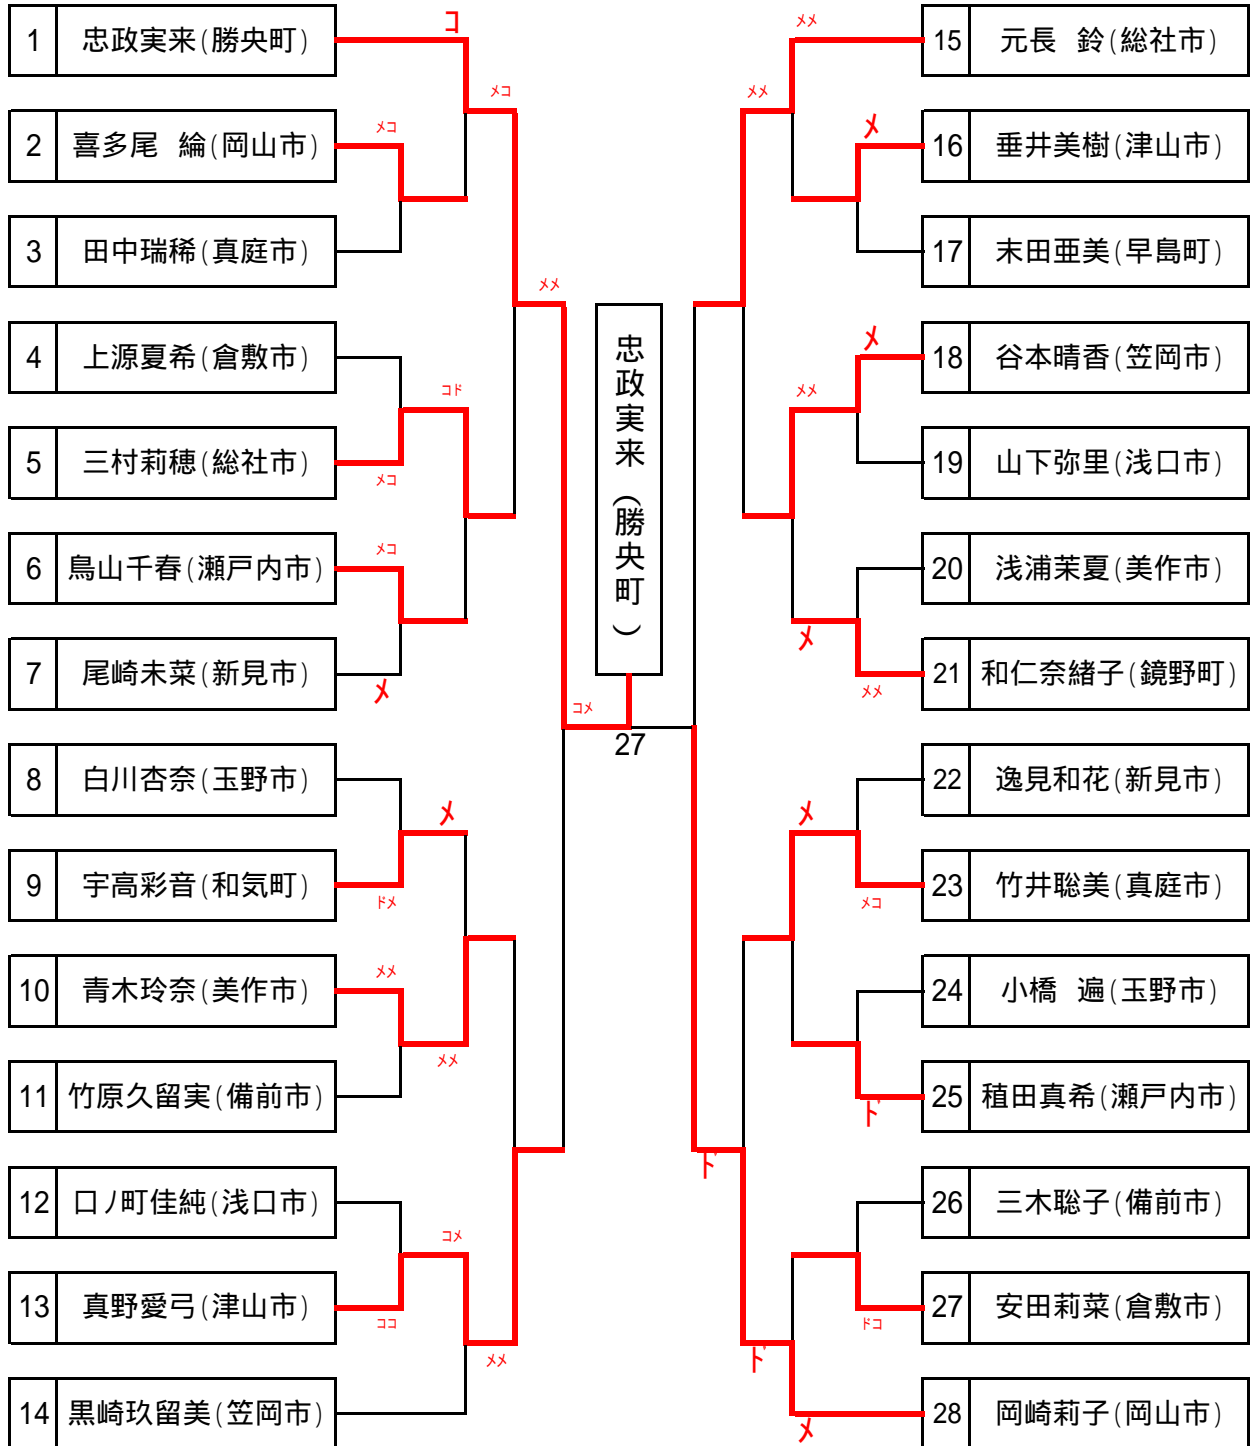 1 忠政実来(勝央町)
コ
メコ
2 喜多尾 綸(岡山市)
メコ
3 田中瑞稀(真庭市)
メメ
4 上源夏希(倉敷市)
コド
5 三村莉穂(総社市)
メコ
6 鳥山千春(瀬戸内市)
メコ
7 尾崎未菜(新見市)
メ
8 白川杏奈(玉野市)
メ
9 宇高彩音(和気町)
ドメ
10 青木玲奈(美作市)
メメ
メメ
11 竹原久留実(備前市)
12 口ノ町佳純(浅口市)
コメ
13 真野愛弓(津山市)
ココ
メメ
14 黒崎玖留美(笠岡市)
忠政実来(勝央町)
コメ
27
メメ
15 元長 鈴(総社市)
メメ
メ
16 垂井美樹(津山市)
17 末田亜美(早島町)
メ
18 谷本晴香(笠岡市)
メメ
19 山下弥里(浅口市)
20 浅浦茉夏(美作市)
メ
21 和仁奈緒子(鏡野町)
メメ
22 逸見和花(新見市)
メ
23 竹井聡美(真庭市)
メコ
24 小橋 遍(玉野市)
25 稙田真希(瀬戸内市)
ド
ド
26 三木聡子(備前市)
27 安田莉菜(倉敷市)
ドコ
ド
28 岡崎莉子(岡山市)
メ